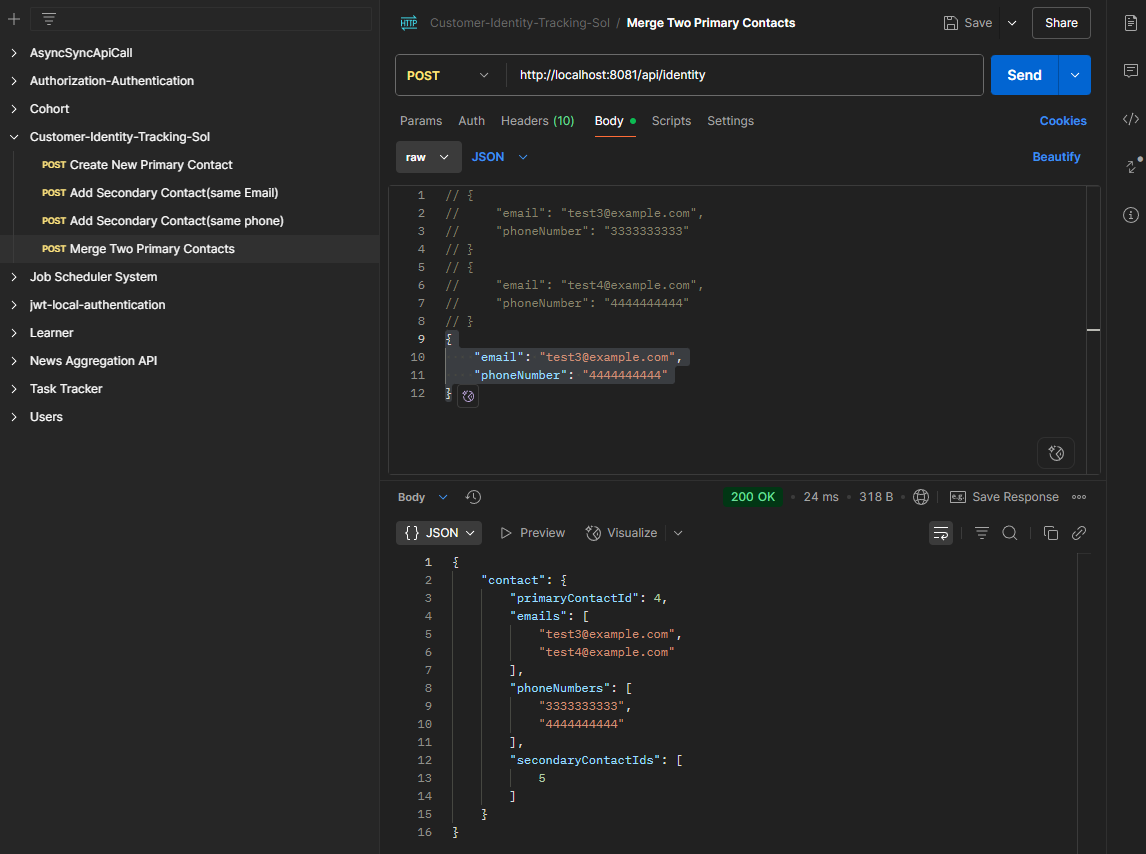 AsyncSyncApiCall
Authorization-Authentication
Cohort
Customer-Identity-Tracking-Sol
POST Create New Primary Contact
POST Add Secondary Contact(same Email)
POST Add Secondary Contact(same phone)
POST Merge Two Primary Contacts
Job Scheduler System
jwt-local-authentication
Learner
News Aggregation API
Task Tracker
Users
HTTP Customer-Identity-Tracking-Sol / Merge Two Primary Contacts
Save
Share
POST http://localhost:8081/api/identity
Send
Params Auth Headers (10) Body Scripts Settings Cookies
raw JSON Beautify
1 // {
2 //     "email": "test3@example.com",
3 //     "phoneNumber": "3333333333"
4 // }
5 // {
6 //     "email": "test4@example.com",
7 //     "phoneNumber": "4444444444"
8 // }
9 {
10     "email": "test3@example.com",
11     "phoneNumber": "4444444444"
12 }
Body 200 OK • 24 ms • 318 B • e.g. Save Response
{} JSON Preview Visualize
1 {
2     "contact": {
3         "primaryContactId": 4,
4         "emails": [
5             "test3@example.com",
6             "test4@example.com"
7         ],
8         "phoneNumbers": [
9             "3333333333",
10             "4444444444"
11         ],
12         "secondaryContactIds": [
13             5
14         ]
15     }
16 }